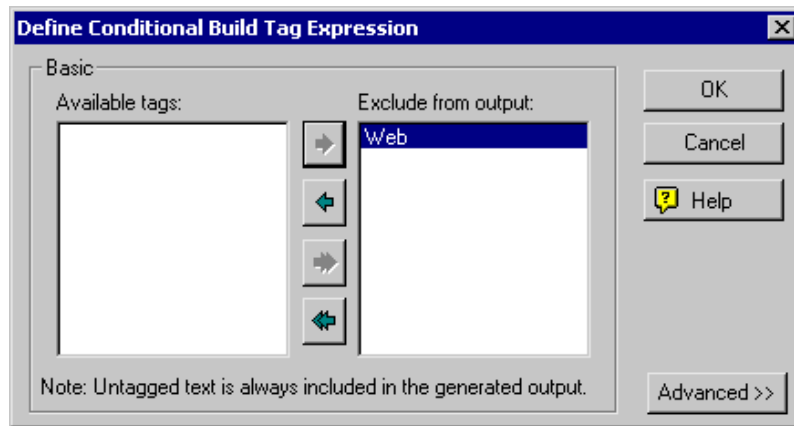 Define Conditional Build Tag Expression
Basic
Available tags:
Exclude from output:
Web
OK
Cancel
? Help
Note: Untagged text is always included in the generated output.
Advanced >>